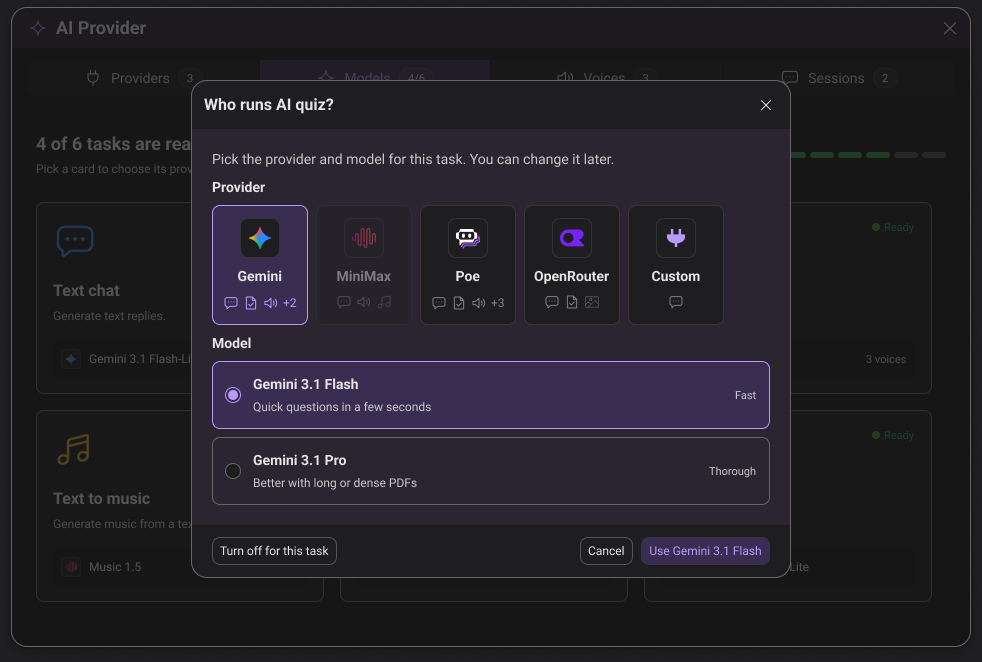 AI Provider
Providers 3
Models 4/6
Voices 3
Sessions 2
4 of 6 tasks are rea
Pick a card to choose its prov
Text chat
Generate text replies.
Gemini 3.1 Flash-Li
Ready
3 voices
Text to music
Generate music from a tex
Music 1.5
Ready
Lite
Who runs AI quiz?
Pick the provider and model for this task. You can change it later.
Provider
Gemini
+2
MiniMax
Poe
+3
OpenRouter
Custom
Model
Gemini 3.1 Flash
Quick questions in a few seconds
Fast
Gemini 3.1 Pro
Better with long or dense PDFs
Thorough
Turn off for this task
Cancel
Use Gemini 3.1 Flash